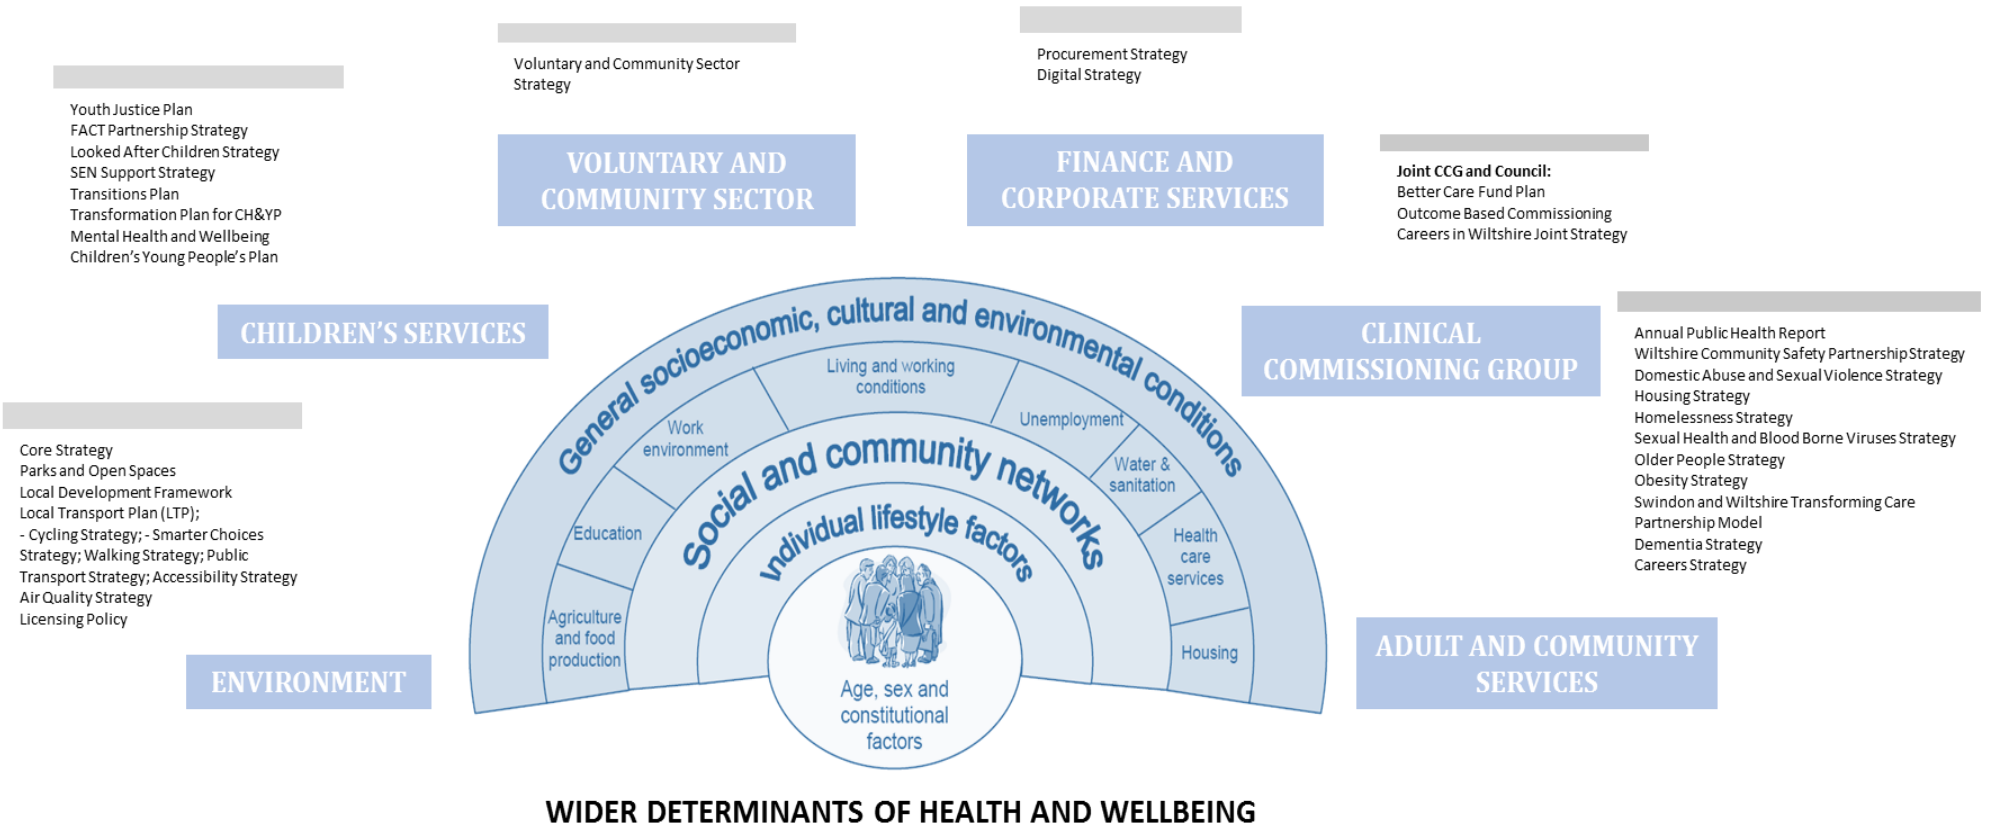 Procurement Strategy
Digital Strategy
Voluntary and Community Sector
Strategy
Youth Justice Plan
FACT Partnership Strategy
Looked After Children Strategy
SEN Support Strategy
Transitions Plan
Transformation Plan for CH&YP
Mental Health and Wellbeing
Children's Young People's Plan
VOLUNTARY AND
COMMUNITY SECTOR
FINANCE AND
CORPORATE SERVICES
Joint CCG and Council:
Better Care Fund Plan
Outcome Based Commissioning
Careers in Wiltshire Joint Strategy
CHILDREN'S SERVICES
CLINICAL
COMMISSIONING GROUP
Annual Public Health Report
Wiltshire Community Safety Partnership Strategy
Domestic Abuse and Sexual Violence Strategy
Housing Strategy
Homelessness Strategy
Sexual Health and Blood Borne Viruses Strategy
Older People Strategy
Obesity Strategy
Swindon and Wiltshire Transforming Care
Partnership Model
Dementia Strategy
Careers Strategy
Core Strategy
Parks and Open Spaces
Local Development Framework
Local Transport Plan (LTP);
- Cycling Strategy; - Smarter Choices
Strategy; Walking Strategy; Public
Transport Strategy; Accessibility Strategy
Air Quality Strategy
Licensing Policy
ENVIRONMENT
ADULT AND COMMUNITY
SERVICES
General socioeconomic, cultural and environmental conditions
Agriculture
and food
production
Education
Work
environment
Living and working
conditions
Unemployment
Water &
sanitation
Health
care
services
Housing
Social and community networks
Individual lifestyle factors
Age, sex and
constitutional
factors
WIDER DETERMINANTS OF HEALTH AND WELLBEING